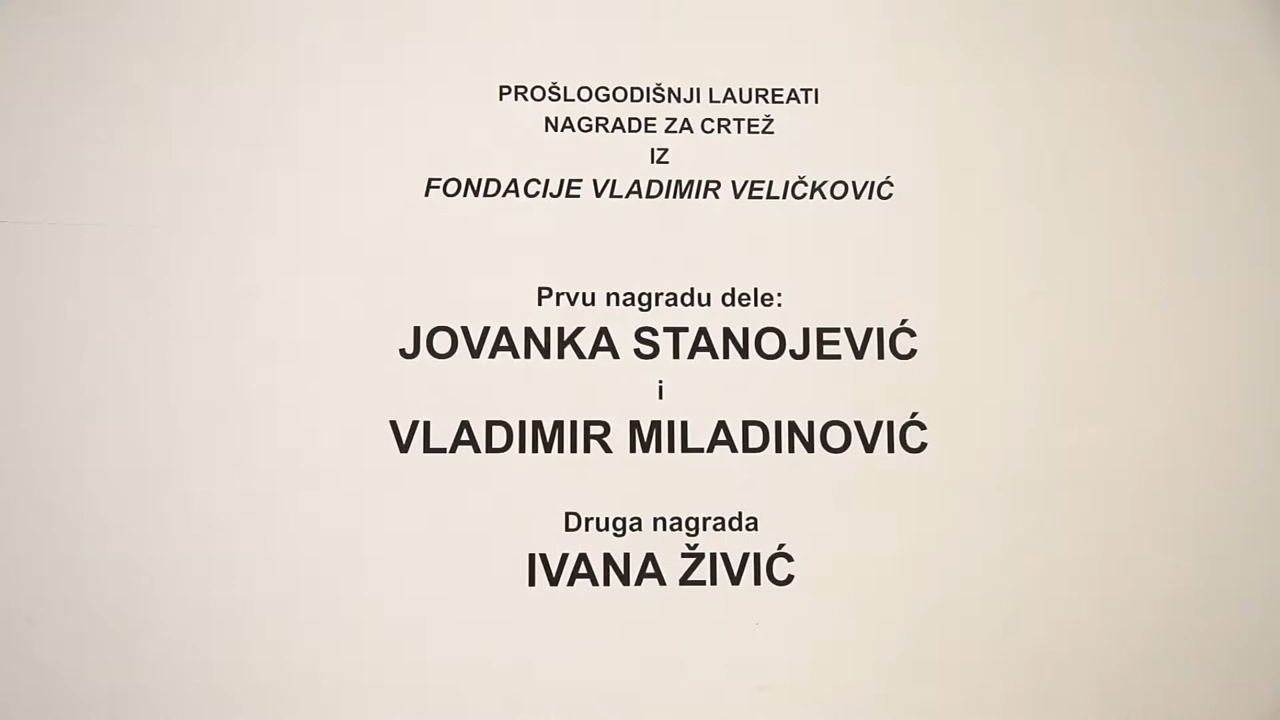 PROŠLOGODIŠNJI LAUREATI
NAGRADE ZA CRTEŽ
IZ
FONDACIJE VLADIMIR VELIČKOVIĆ
Prvu nagradu dele:
JOVANKA STANOJEVIĆ
i
VLADIMIR MILADINOVIĆ
Druga nagrada
IVANA ŽIVIĆ